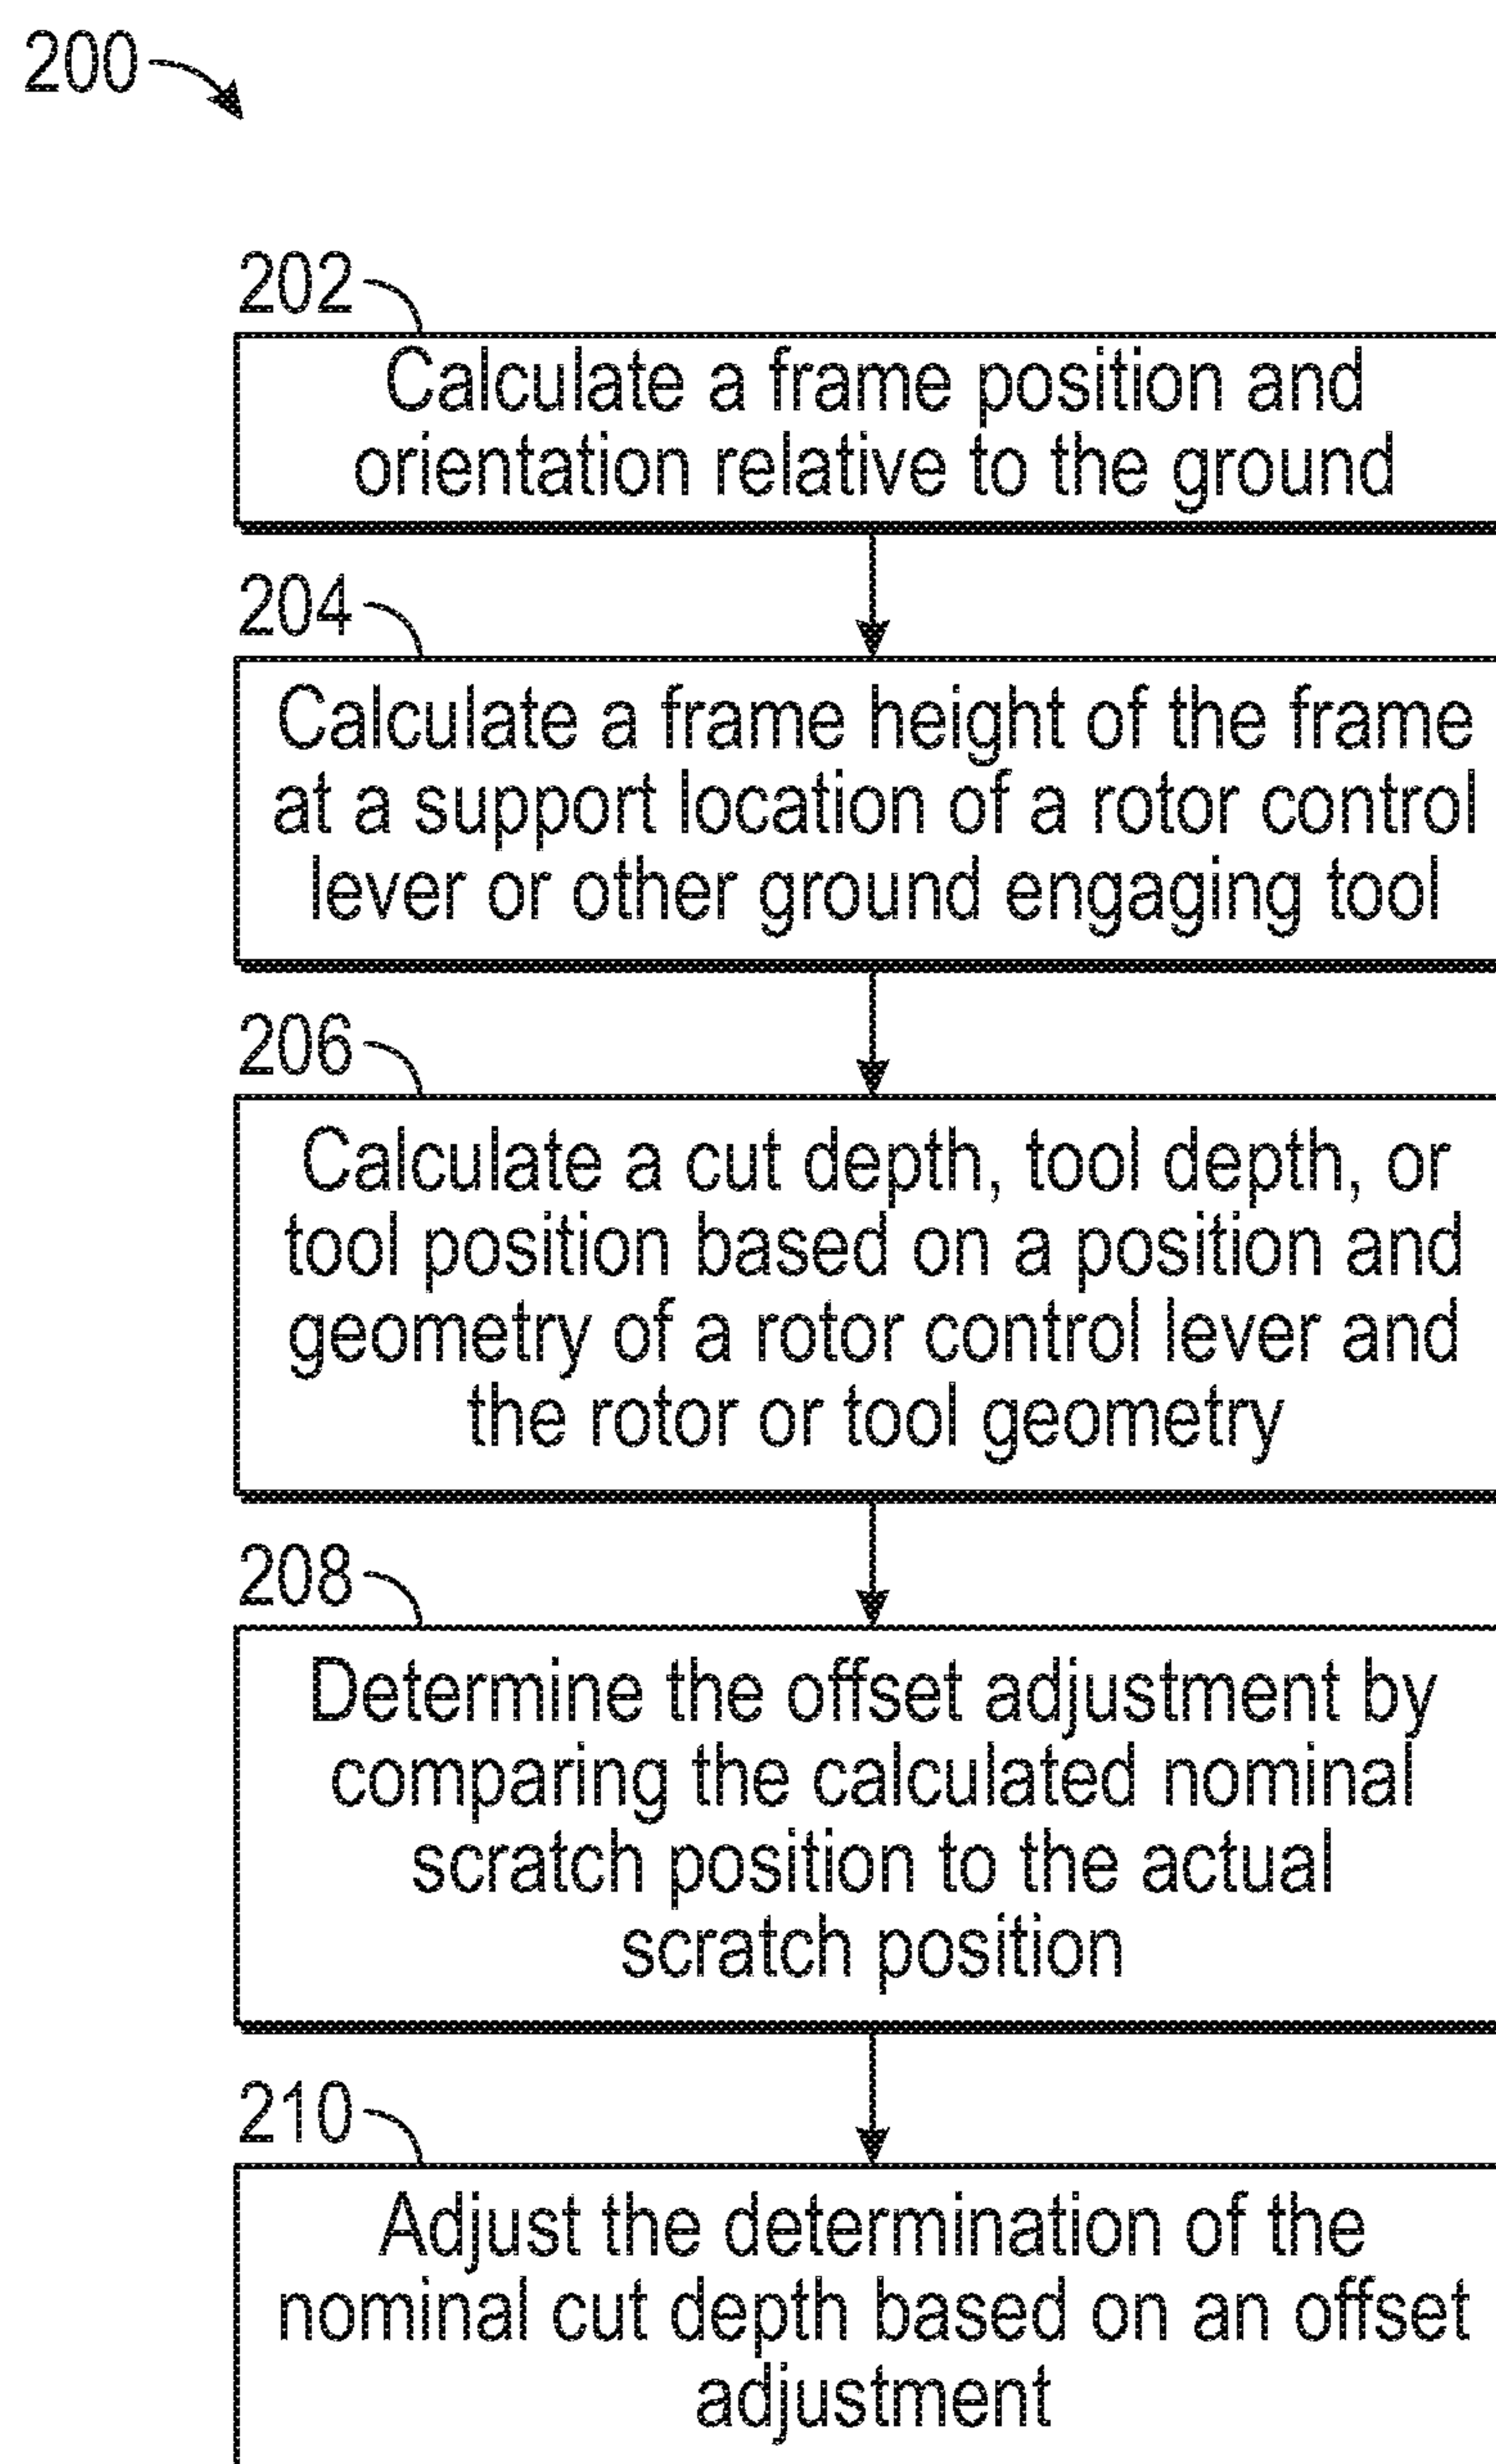 200
202
Calculate a frame position and
orientation relative to the ground
204
Calculate a frame height of the frame
at a support location of a rotor control
lever or other ground engaging tool
206
Calculate a cut depth, tool depth, or
tool position based on a position and
geometry of a rotor control lever and
the rotor or tool geometry
208
Determine the offset adjustment by
comparing the calculated nominal
scratch position to the actual
scratch position
210
Adjust the determination of the
nominal cut depth based on an offset
adjustment